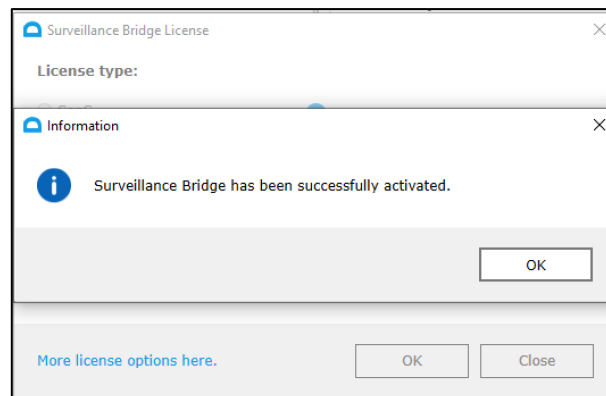 Surveillance Bridge License
License type:
Information
Surveillance Bridge has been successfully activated.
OK
More license options here.
OK
Close